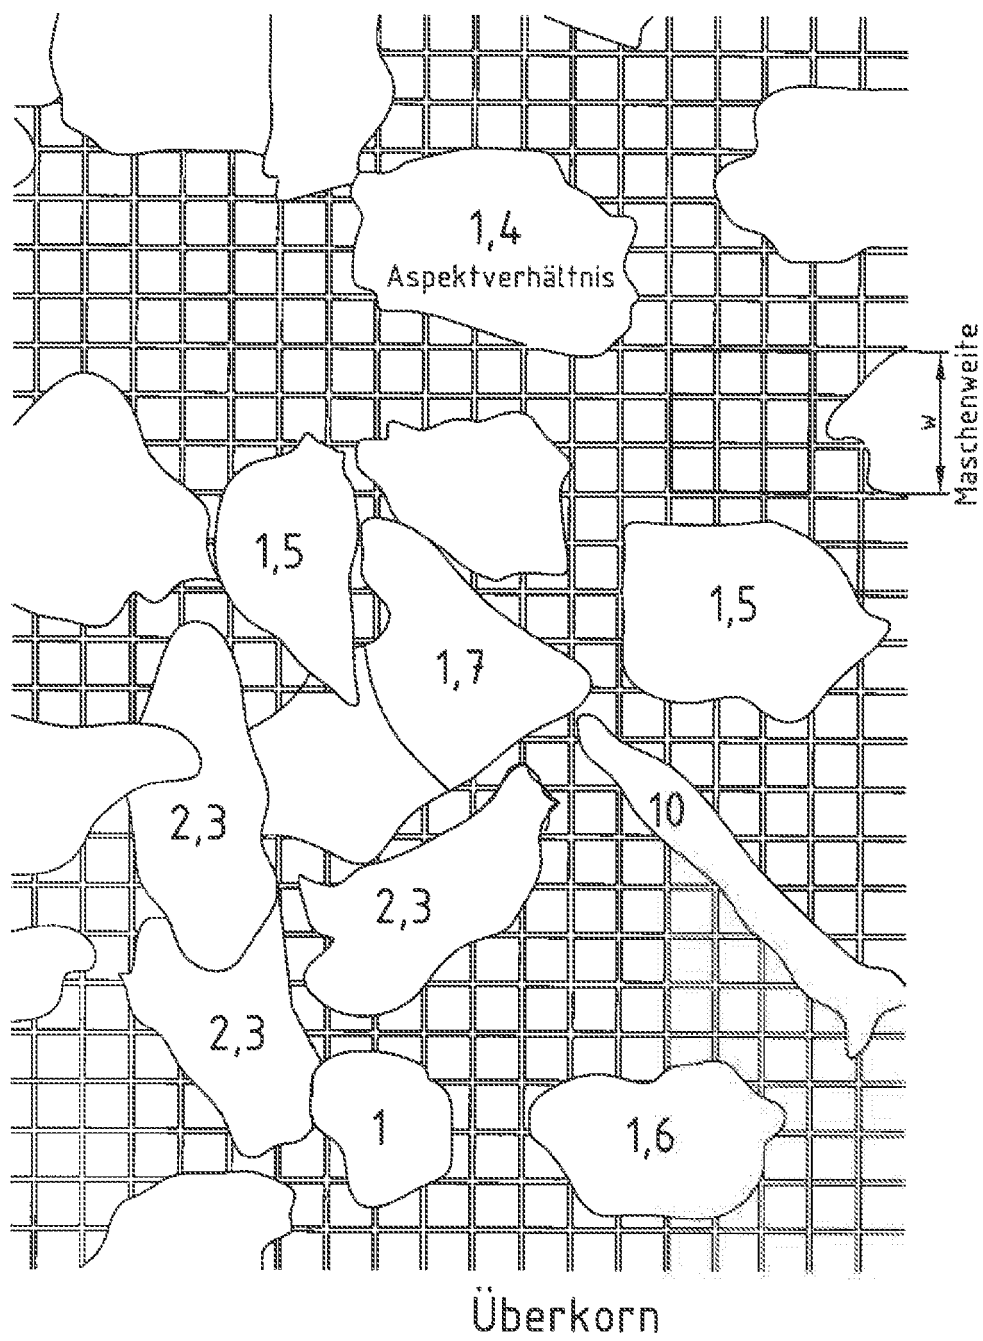 1,4
Aspektverhältnis
w
Maschenweite
1,5
1,5
1,7
10
2,3
2,3
2,3
1
1,6
Überkorn